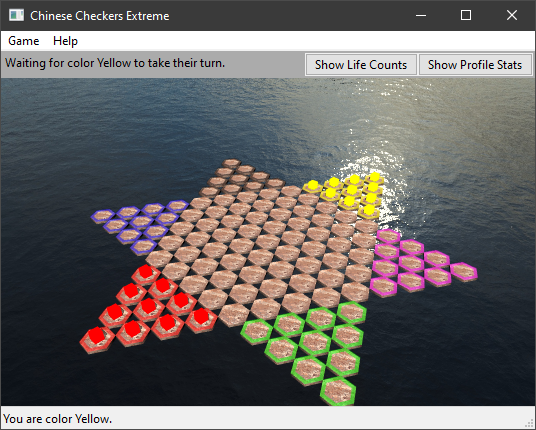 Chinese Checkers Extreme
Game Help
Waiting for color Yellow to take their turn.
Show Life Counts
Show Profile Stats
You are color Yellow.